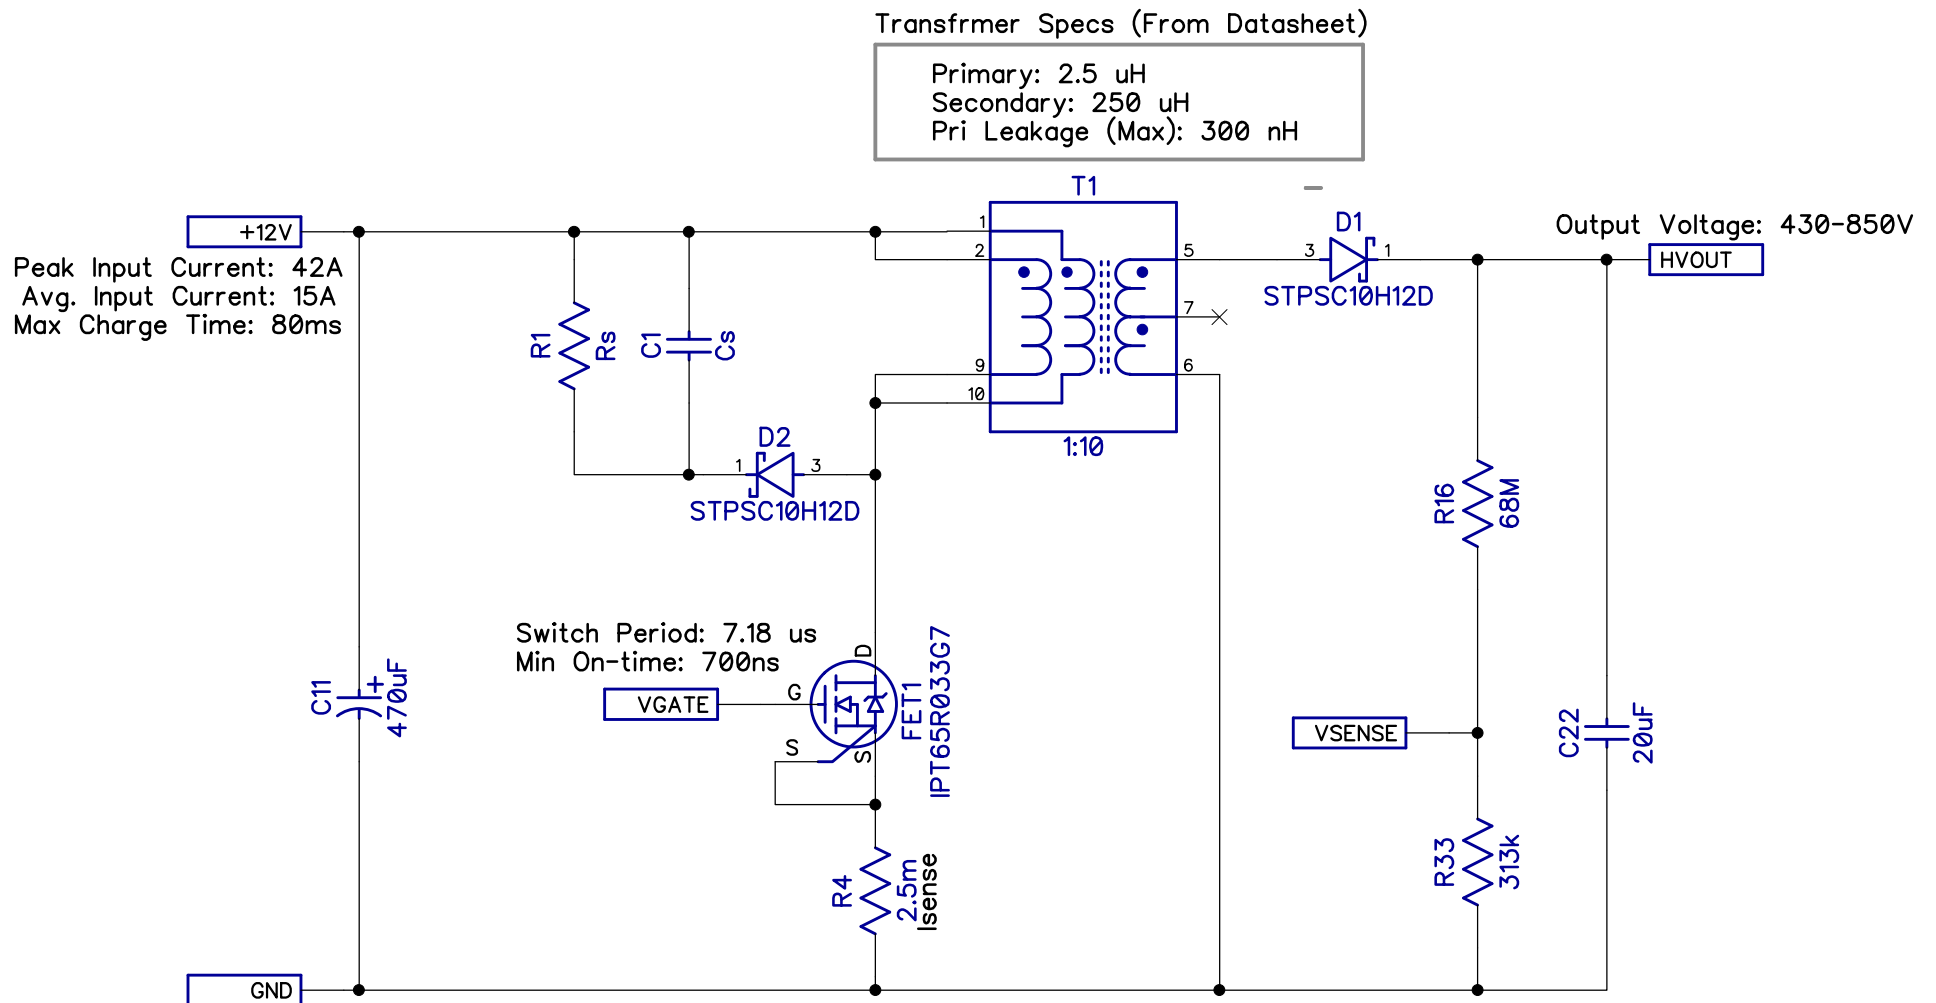 Transfrmer Specs (From Datasheet)
Primary: 2.5 uH
Secondary: 250 uH
Pri Leakage (Max): 300 nH
T1
+12V
Peak Input Current: 42A
Avg. Input Current: 15A
Max Charge Time: 80ms
1
2
9
10
5
7
6
1:10
3
D1
1
STPSC10H12D
Output Voltage: 430-850V
HVOUT
R1
Rs
C1
Cs
D2
1
3
STPSC10H12D
Switch Period: 7.18 us
Min On-time: 700ns
VGATE
G
D
S
S
FET1
IPT65R033G7
C11
+
470uF
R4
2.5m
Isense
R16
68M
VSENSE
R33
313k
C22
20uF
GND